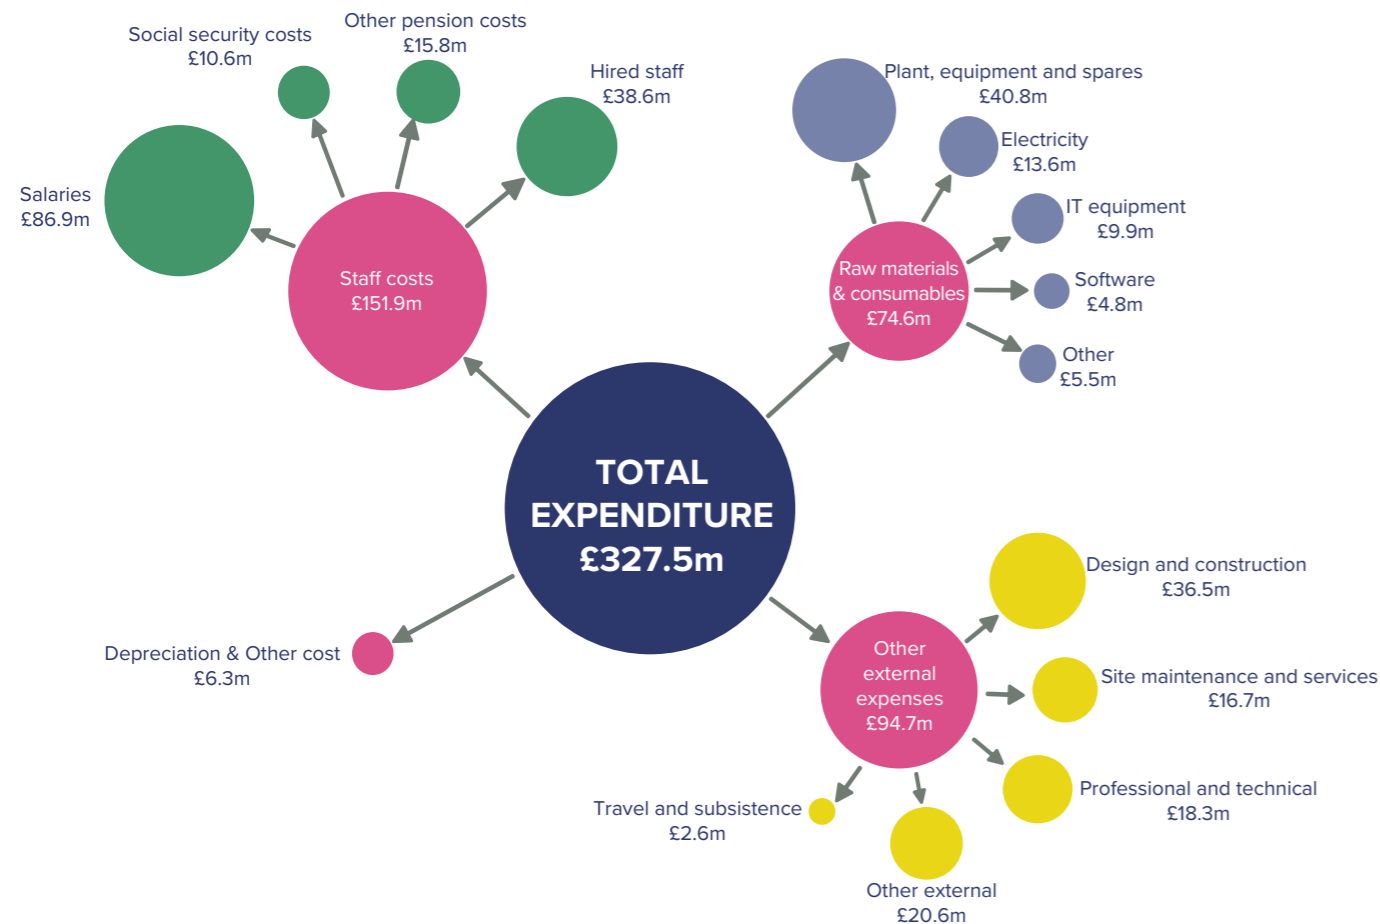 Social security costs
£10.6m
Other pension costs
£15.8m
Hired staff
£38.6m
Salaries
£86.9m
Staff costs
£151.9m
Plant, equipment and spares
£40.8m
Electricity
£13.6m
IT equipment
£9.9m
Software
£4.8m
Other
£5.5m
Raw materials
& consumables
£74.6m
TOTAL
EXPENDITURE
£327.5m
Depreciation & Other cost
£6.3m
Other
external
expenses
£94.7m
Design and construction
£36.5m
Site maintenance and services
£16.7m
Professional and technical
£18.3m
Travel and subsistence
£2.6m
Other external
£20.6m